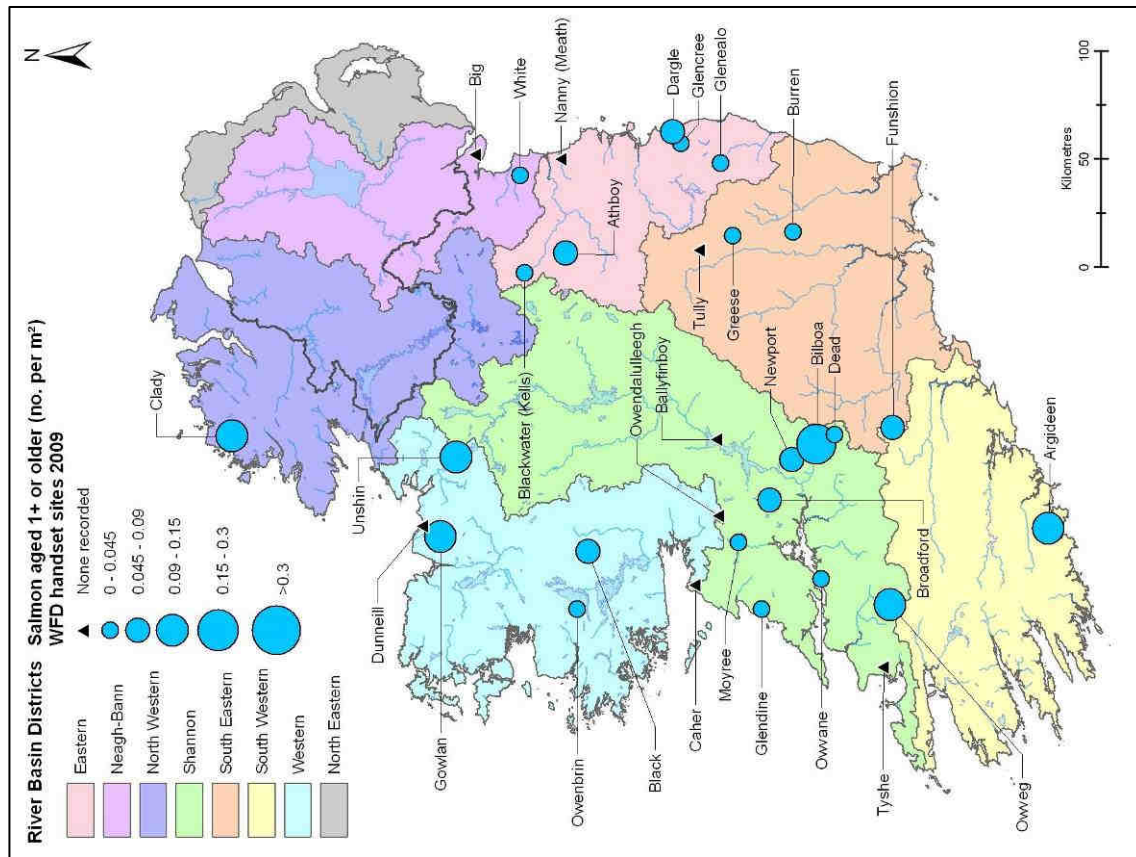 River Basin Districts
Eastern
Neagh-Bann
North Western
Shannon
South Eastern
South Western
Western
North Eastern
Salmon aged 1+ or older (no. per m²)
WFD handset sites 2009
None recorded
0 - 0.045
0.045 - 0.09
0.09 - 0.15
0.15 - 0.3
>0.3
N
Clady
Unshin
Dunneill
Gowlan
Owenbrin
Black
Big
White
Nanny (Meath)
Athboy
Blackwater (Kells)
Dargle
Glencree
Glenealo
Tully
Greese
Burren
Funshion
Owendalulleegh
Ballyfinboy
Newport
Bilboa
Dead
Caher
Moyree
Glendine
Owvane
Tyshe
Owveg
Broadford
Argideen
0
50
100
Kilometres